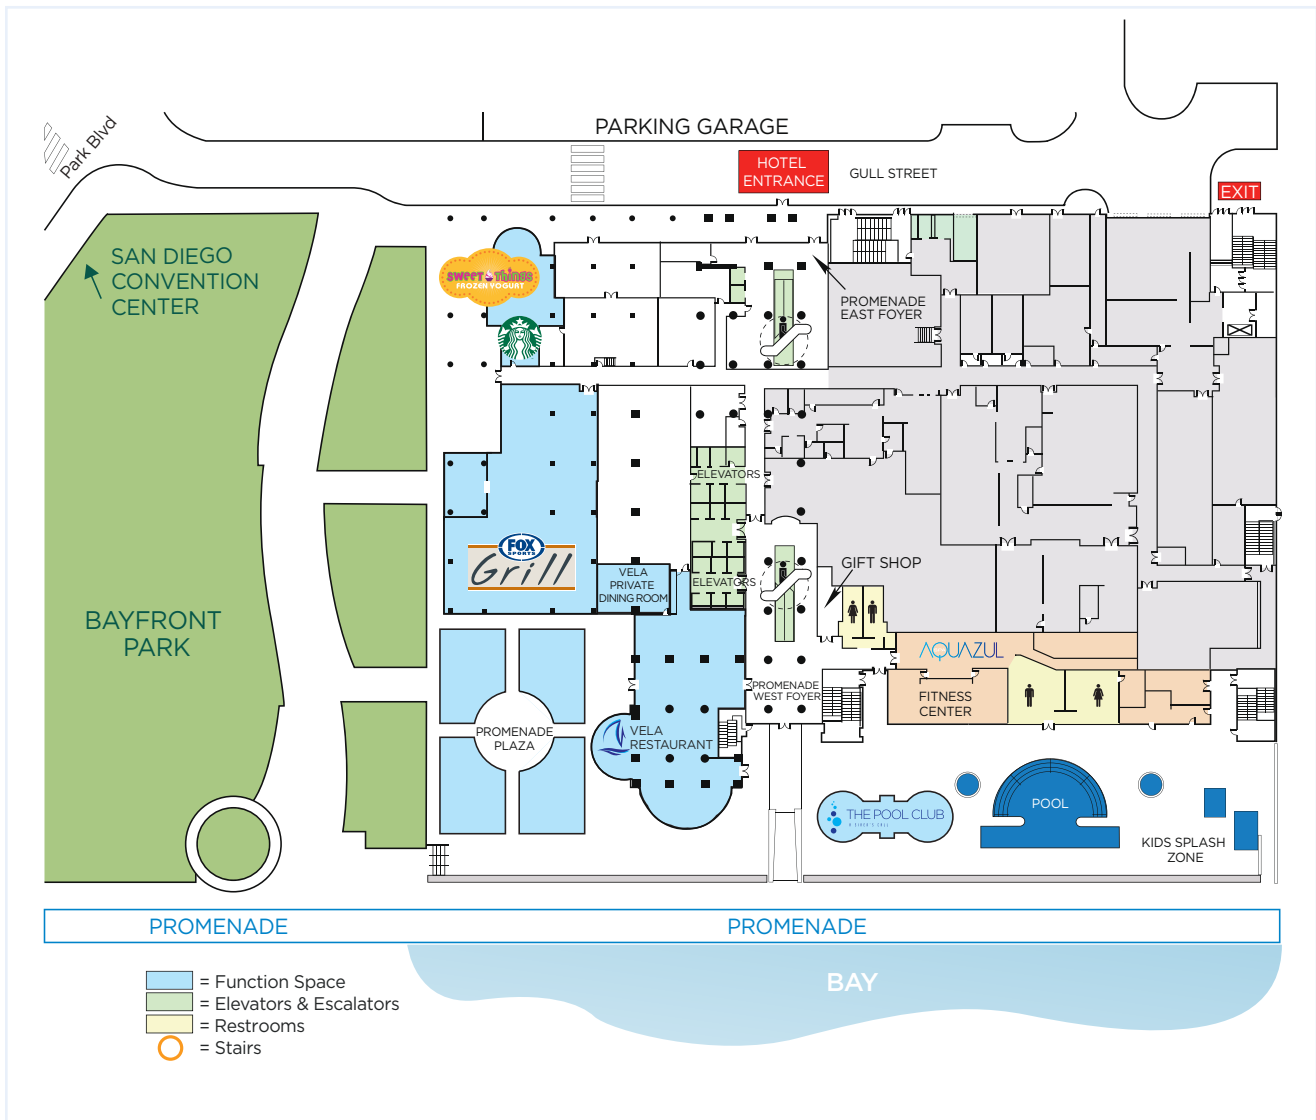 PARKING GARAGE
Park Blvd
HOTEL
ENTRANCE
GULL STREET
EXIT
SAN DIEGO
CONVENTION
CENTER
SWEET Things
FROZEN YOGURT
PROMENADE
EAST FOYER
ELEVATORS
FOX
SPORTS
Grill
VELA
PRIVATE
DINING ROOM
ELEVATORS
GIFT SHOP
BAYFRONT
PARK
AQUAZUL
PROMENADE
WEST FOYER
FITNESS
CENTER
PROMENADE
PLAZA
VELA
RESTAURANT
THE POOL CLUB
POOL
KIDS SPLASH
ZONE
PROMENADE
PROMENADE
BAY
= Function Space
= Elevators & Escalators
= Restrooms
= Stairs